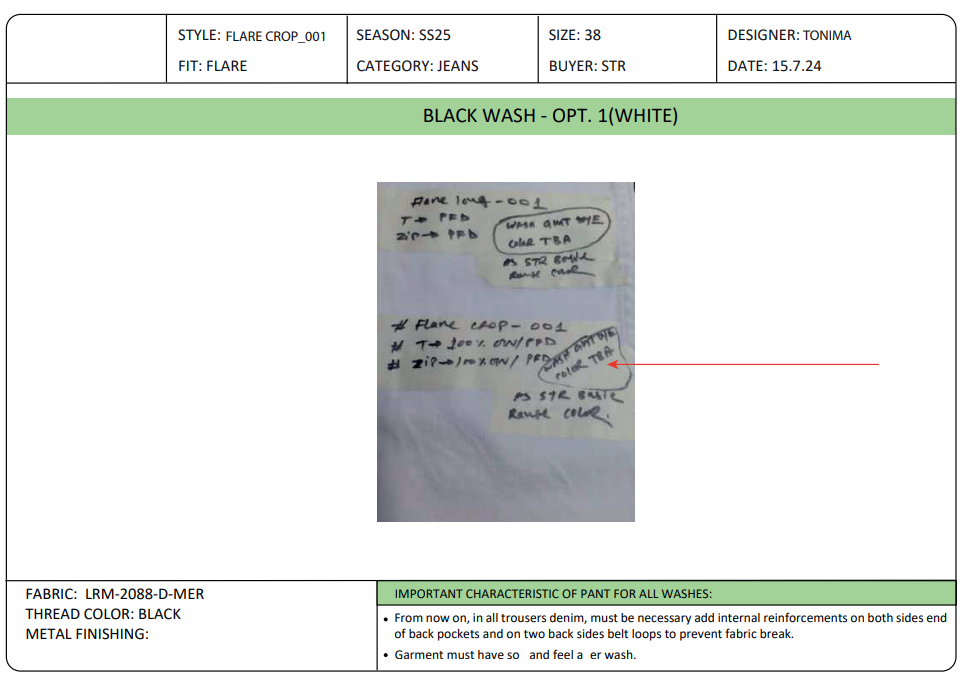 STYLE: FLARE CROP_001
SEASON: SS25
SIZE: 38
DESIGNER: TONIMA
FIT: FLARE
CATEGORY: JEANS
BUYER: STR
DATE: 15.7.24
BLACK WASH - OPT. 1(WHITE)
Flare long - 001
T→ PFD
Zip→ PFD
WASH GMT DYE
color TBA
As STR Basic
Range color
# Flare CROP - 001
# T→ 100% CTN/PFD
# Zip→100% CTN/ PFD
WASH GMT DYE
color TBA
As STR Basic
Range color.
FABRIC: LRM-2088-D-MER
THREAD COLOR: BLACK
METAL FINISHING:
IMPORTANT CHARACTERISTIC OF PANT FOR ALL WASHES:
• From now on, in all trousers denim, must be necessary add internal reinforcements on both sides end
of back pockets and on two back sides belt loops to prevent fabric break.
• Garment must have so and feel a er wash.